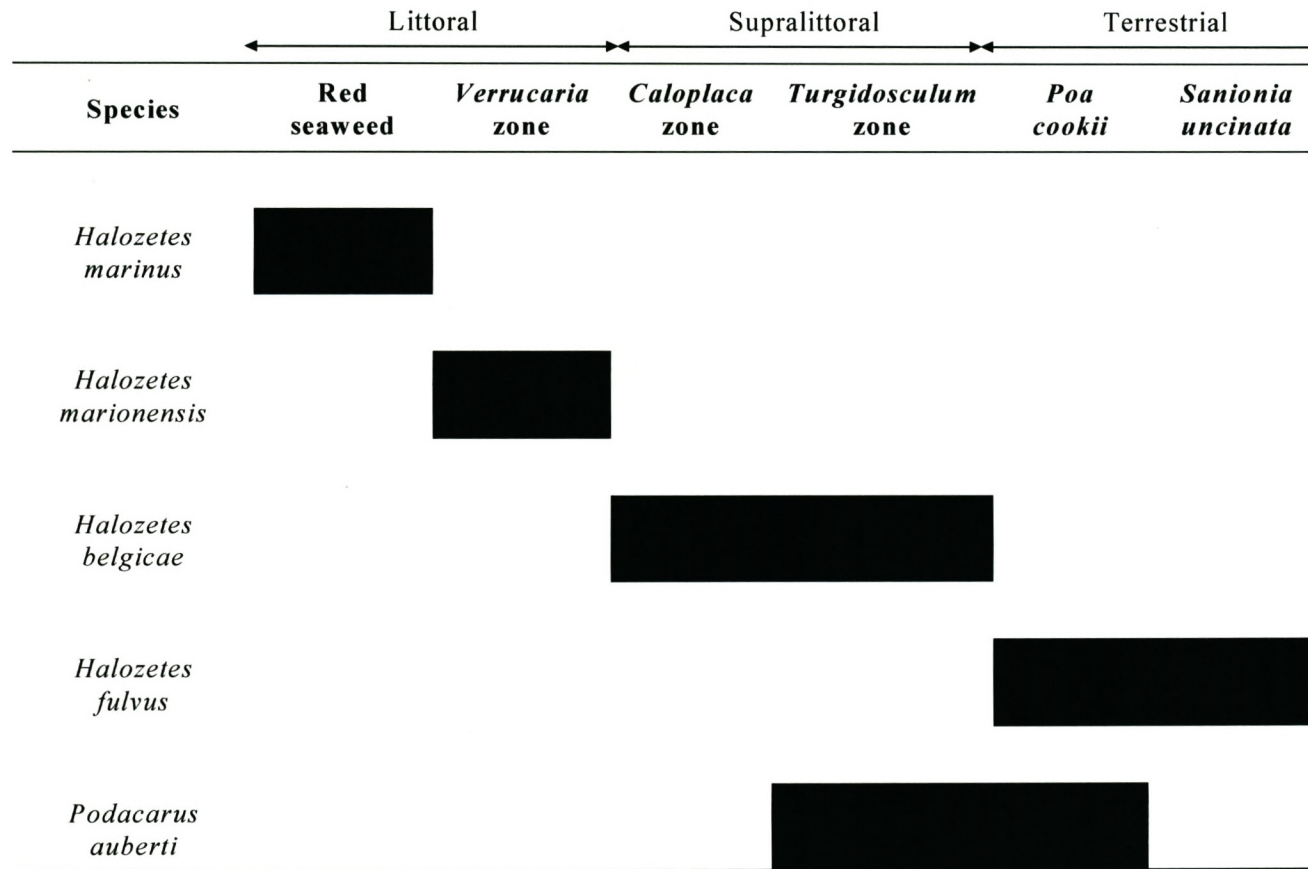 Littoral Supralittoral Terrestrial
Species Red seaweed Verrucaria zone Caloplaca zone Turgidosculum zone Poa cookii Sanionia uncinata
Halozetes
marinus
Halozetes
marionensis
Halozetes
belgicae
Halozetes
fulvus
Podacarus
auberti